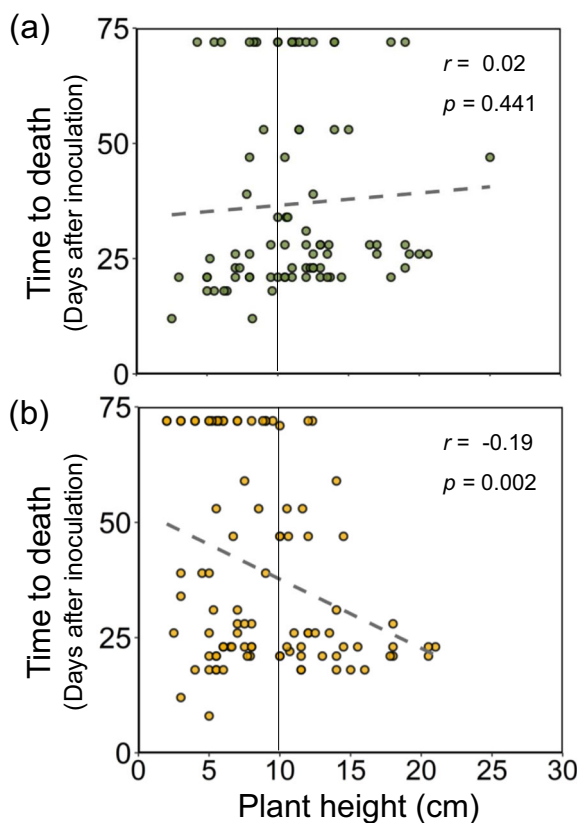 (a)
75
50
25
0
Time to death
(Days after inoculation)
r = 0.02
p = 0.441
(b)
75
50
25
0
Time to death
(Days after inoculation)
r = -0.19
p = 0.002
0 5 10 15 20 25 30
Plant height (cm)